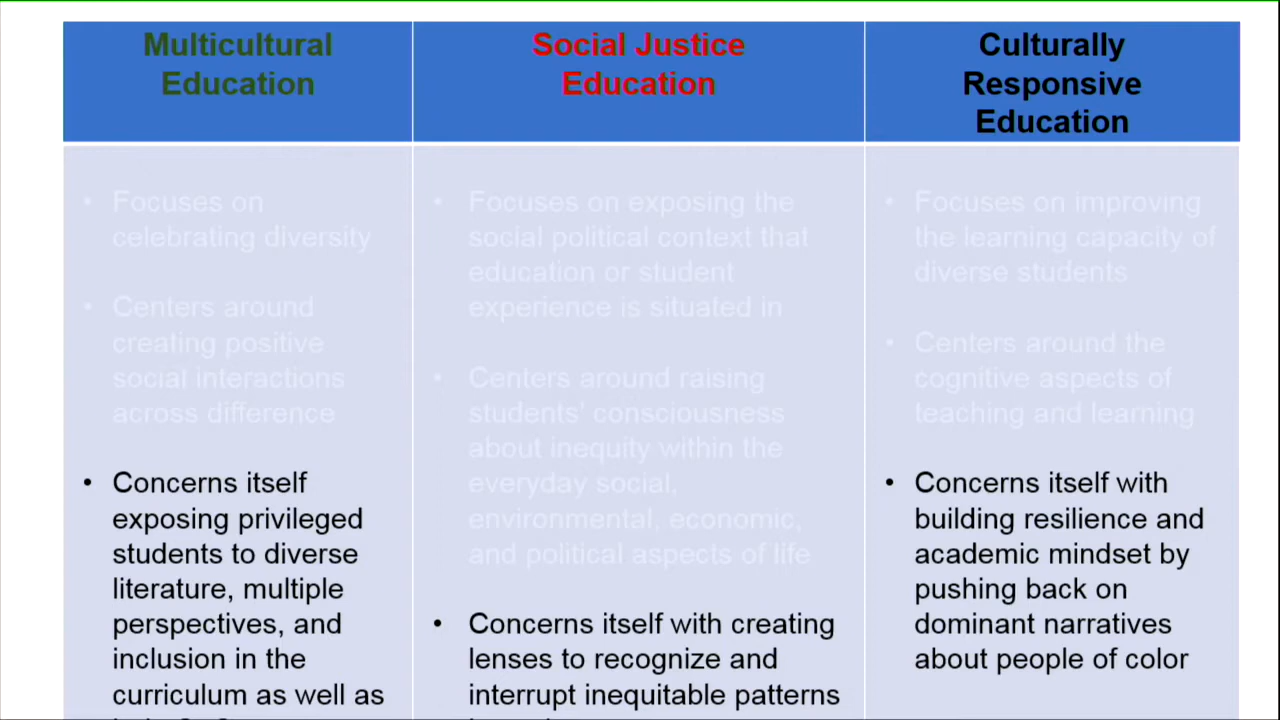 Multicultural
Education
Social Justice
Education
Culturally
Responsive
Education
• Focuses on
celebrating diversity
• Centers around
creating positive
social interactions
across difference
• Concerns itself
exposing privileged
students to diverse
literature, multiple
perspectives, and
inclusion in the
curriculum as well as
• Focuses on exposing the
social political context that
education or student
experience is situated in
• Centers around raising
students' consciousness
about inequity within the
everyday social,
environmental, economic,
and political aspects of life
• Concerns itself with creating
lenses to recognize and
interrupt inequitable patterns
• Focuses on improving
the learning capacity of
diverse students
• Centers around the
cognitive aspects of
teaching and learning
• Concerns itself with
building resilience and
academic mindset by
pushing back on
dominant narratives
about people of color